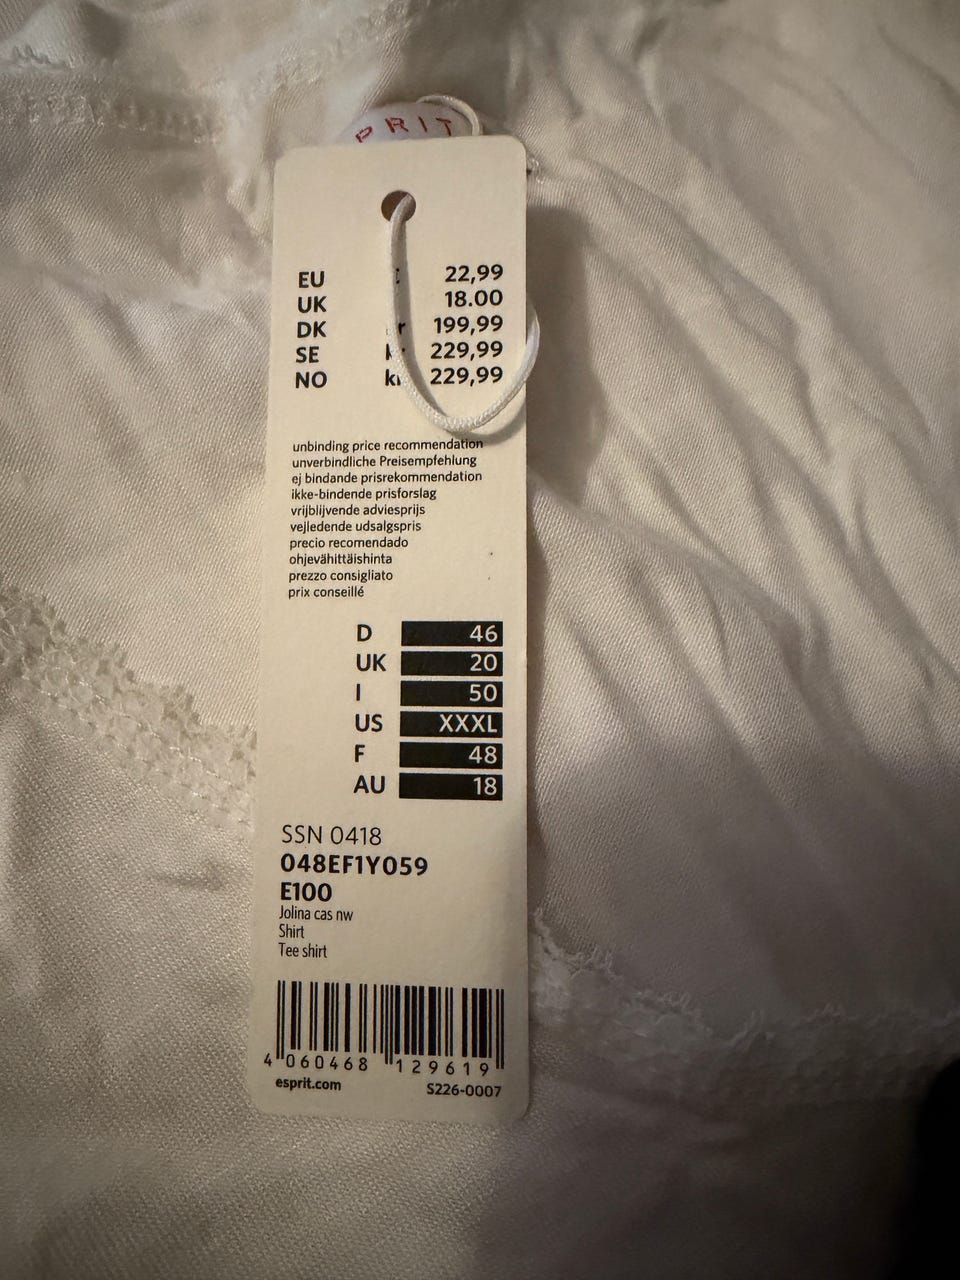 PRIT
EU 22,99
UK 18.00
DK 199,99
SE 229,99
NO 229,99
unbinding price recommendation
unverbindliche Preisempfehlung
ej bindande prisrekommendation
ikke-bindende prisforslag
vrijblijvende adviesprijs
vejledende udsalgspris
precio recomendado
ohjevähittäishinta
prezzo consigliato
prix conseillé
D 46
UK 20
I 50
US XXXL
F 48
AU 18
SSN 0418
048EF1Y059
E100
Jolina cas nw
Shirt
Tee shirt
4 060468 129619
esprit.com S226-0007